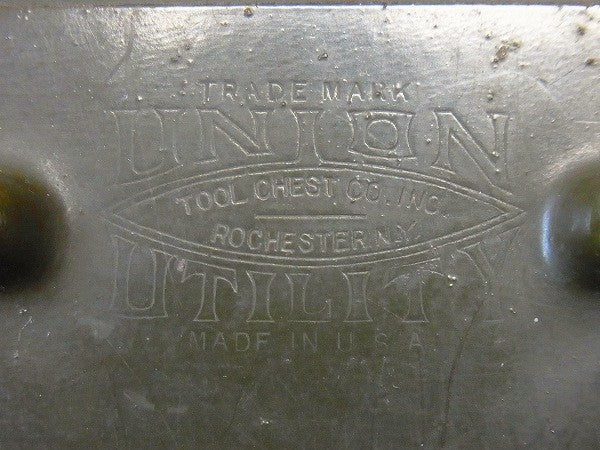 TRADE MARK
UNION
TOOL CHEST CO. INC.
ROCHESTER, N.Y.
UTILITY
MADE IN U.S.A.